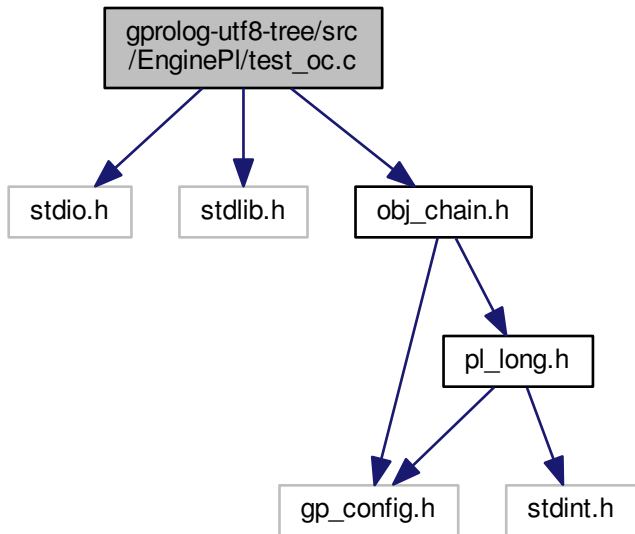 gprolog-utf8-tree/src
/EnginePl/test_oc.c
stdio.h
stdlib.h
obj_chain.h
pl_long.h
gp_config.h
stdint.h